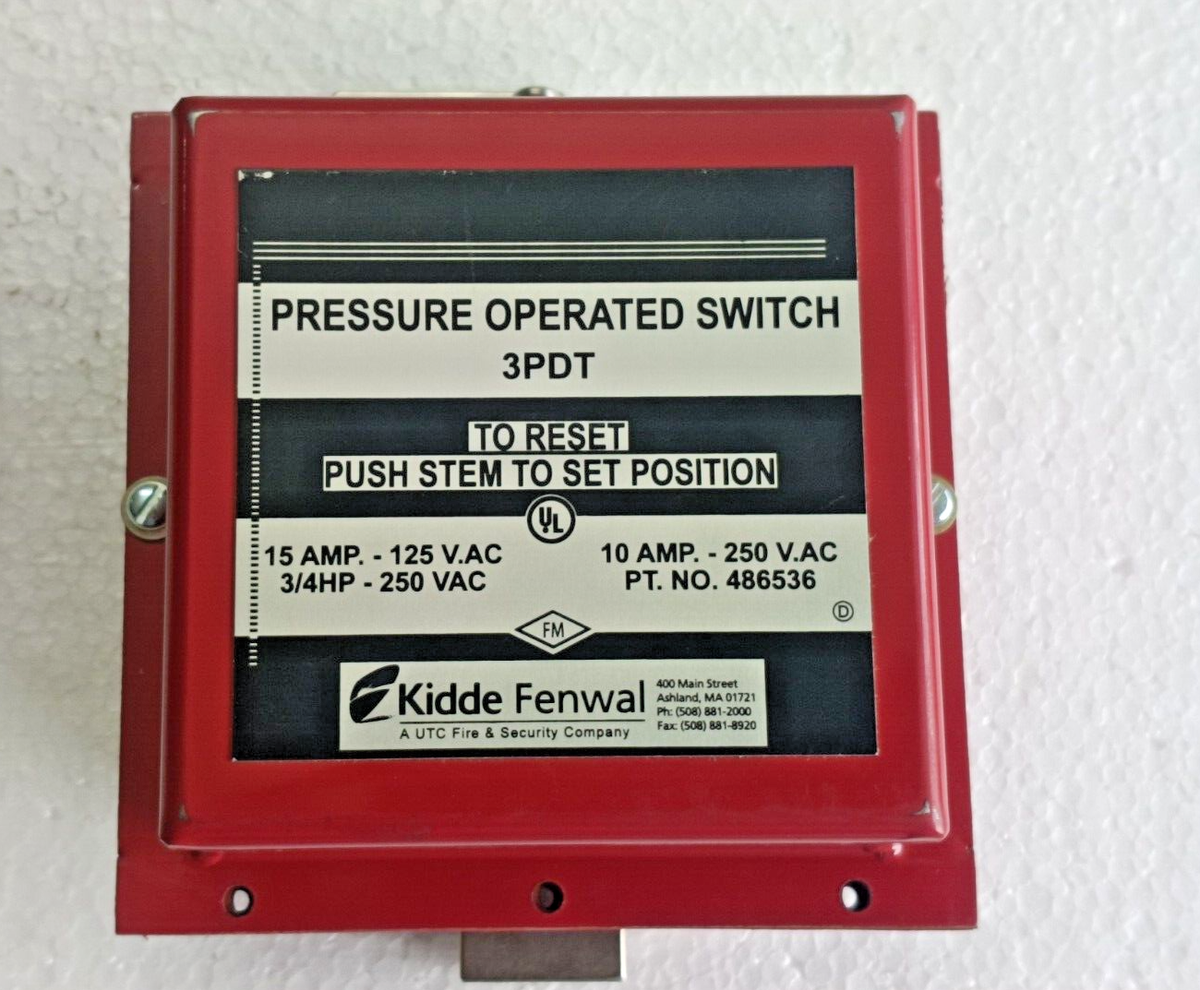 PRESSURE OPERATED SWITCH
3PDT
TO RESET
PUSH STEM TO SET POSITION
UL
15 AMP. - 125 V.AC
3/4HP - 250 VAC
10 AMP. - 250 V.AC
PT. NO. 486536
D
FM
Kidde Fenwal
A UTC Fire & Security Company
400 Main Street
Ashland, MA 01721
Ph: (508) 881-2000
Fax: (508) 881-8920